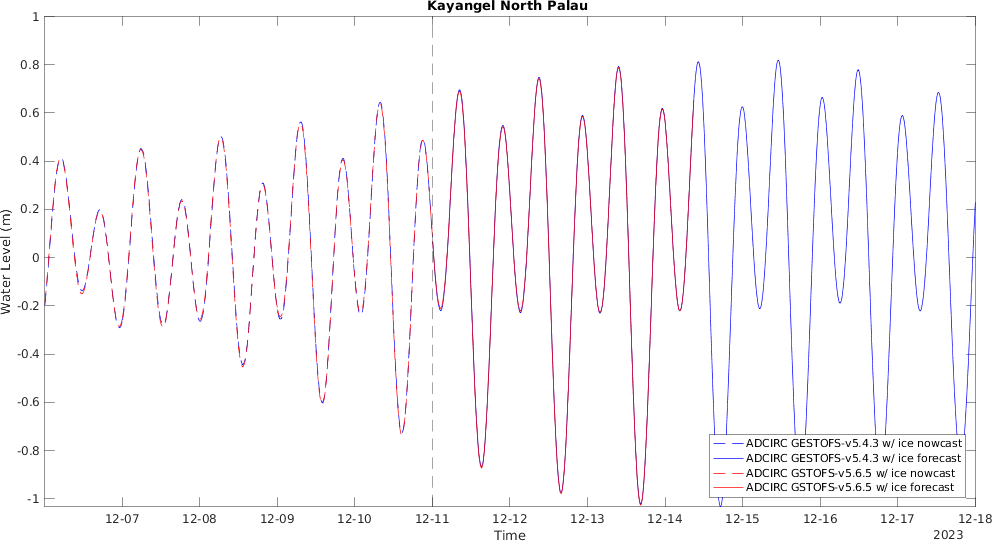 Kayangel North Palau
1
0.8
0.6
0.4
0.2
0
-0.2
-0.4
-0.6
-0.8
-1
Water Level (m)
ADCIRC GESTOFS-v5.4.3 w/ ice nowcast
ADCIRC GESTOFS-v5.4.3 w/ ice forecast
ADCIRC GSTOFS-v5.6.5 w/ ice nowcast
ADCIRC GSTOFS-v5.6.5 w/ ice forecast
12-07 12-08 12-09 12-10 12-11 12-12 12-13 12-14 12-15 12-16 12-17 12-18
Time 2023